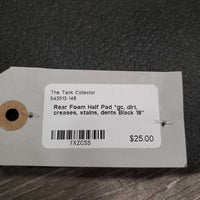 The Tack Collector
543513-148
Rear Foam Half Pad *gc, dirt,
creases, stains, dents Black 18"
7XZCSS
$25.00